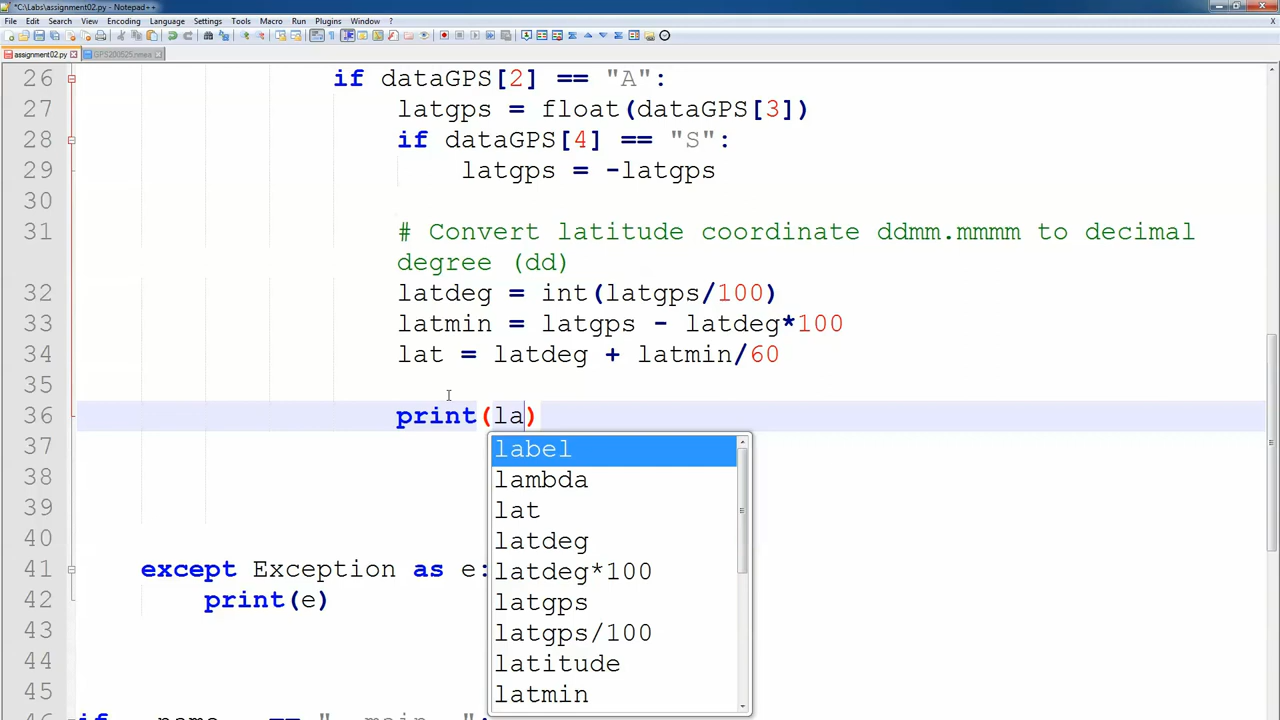 *C:\Labs\assignment02.py - Notepad++
File Edit Search View Encoding Language Settings Tools Macro Run Plugins Window ?
assignment02.py GPS200525.nmea
26 if dataGPS[2] == "A":
27 latgps = float(dataGPS[3])
28 if dataGPS[4] == "S":
29 latgps = -latgps
30
31 # Convert latitude coordinate ddmm.mmmm to decimal
degree (dd)
32 latdeg = int(latgps/100)
33 latmin = latgps - latdeg*100
34 lat = latdeg + latmin/60
35
36 print(la)
37
label
38
lambda
39
lat
40
latdeg
41 except Exception as e:
latdeg*100
42 print(e)
latgps
43
latgps/100
44
latitude
45
latmin